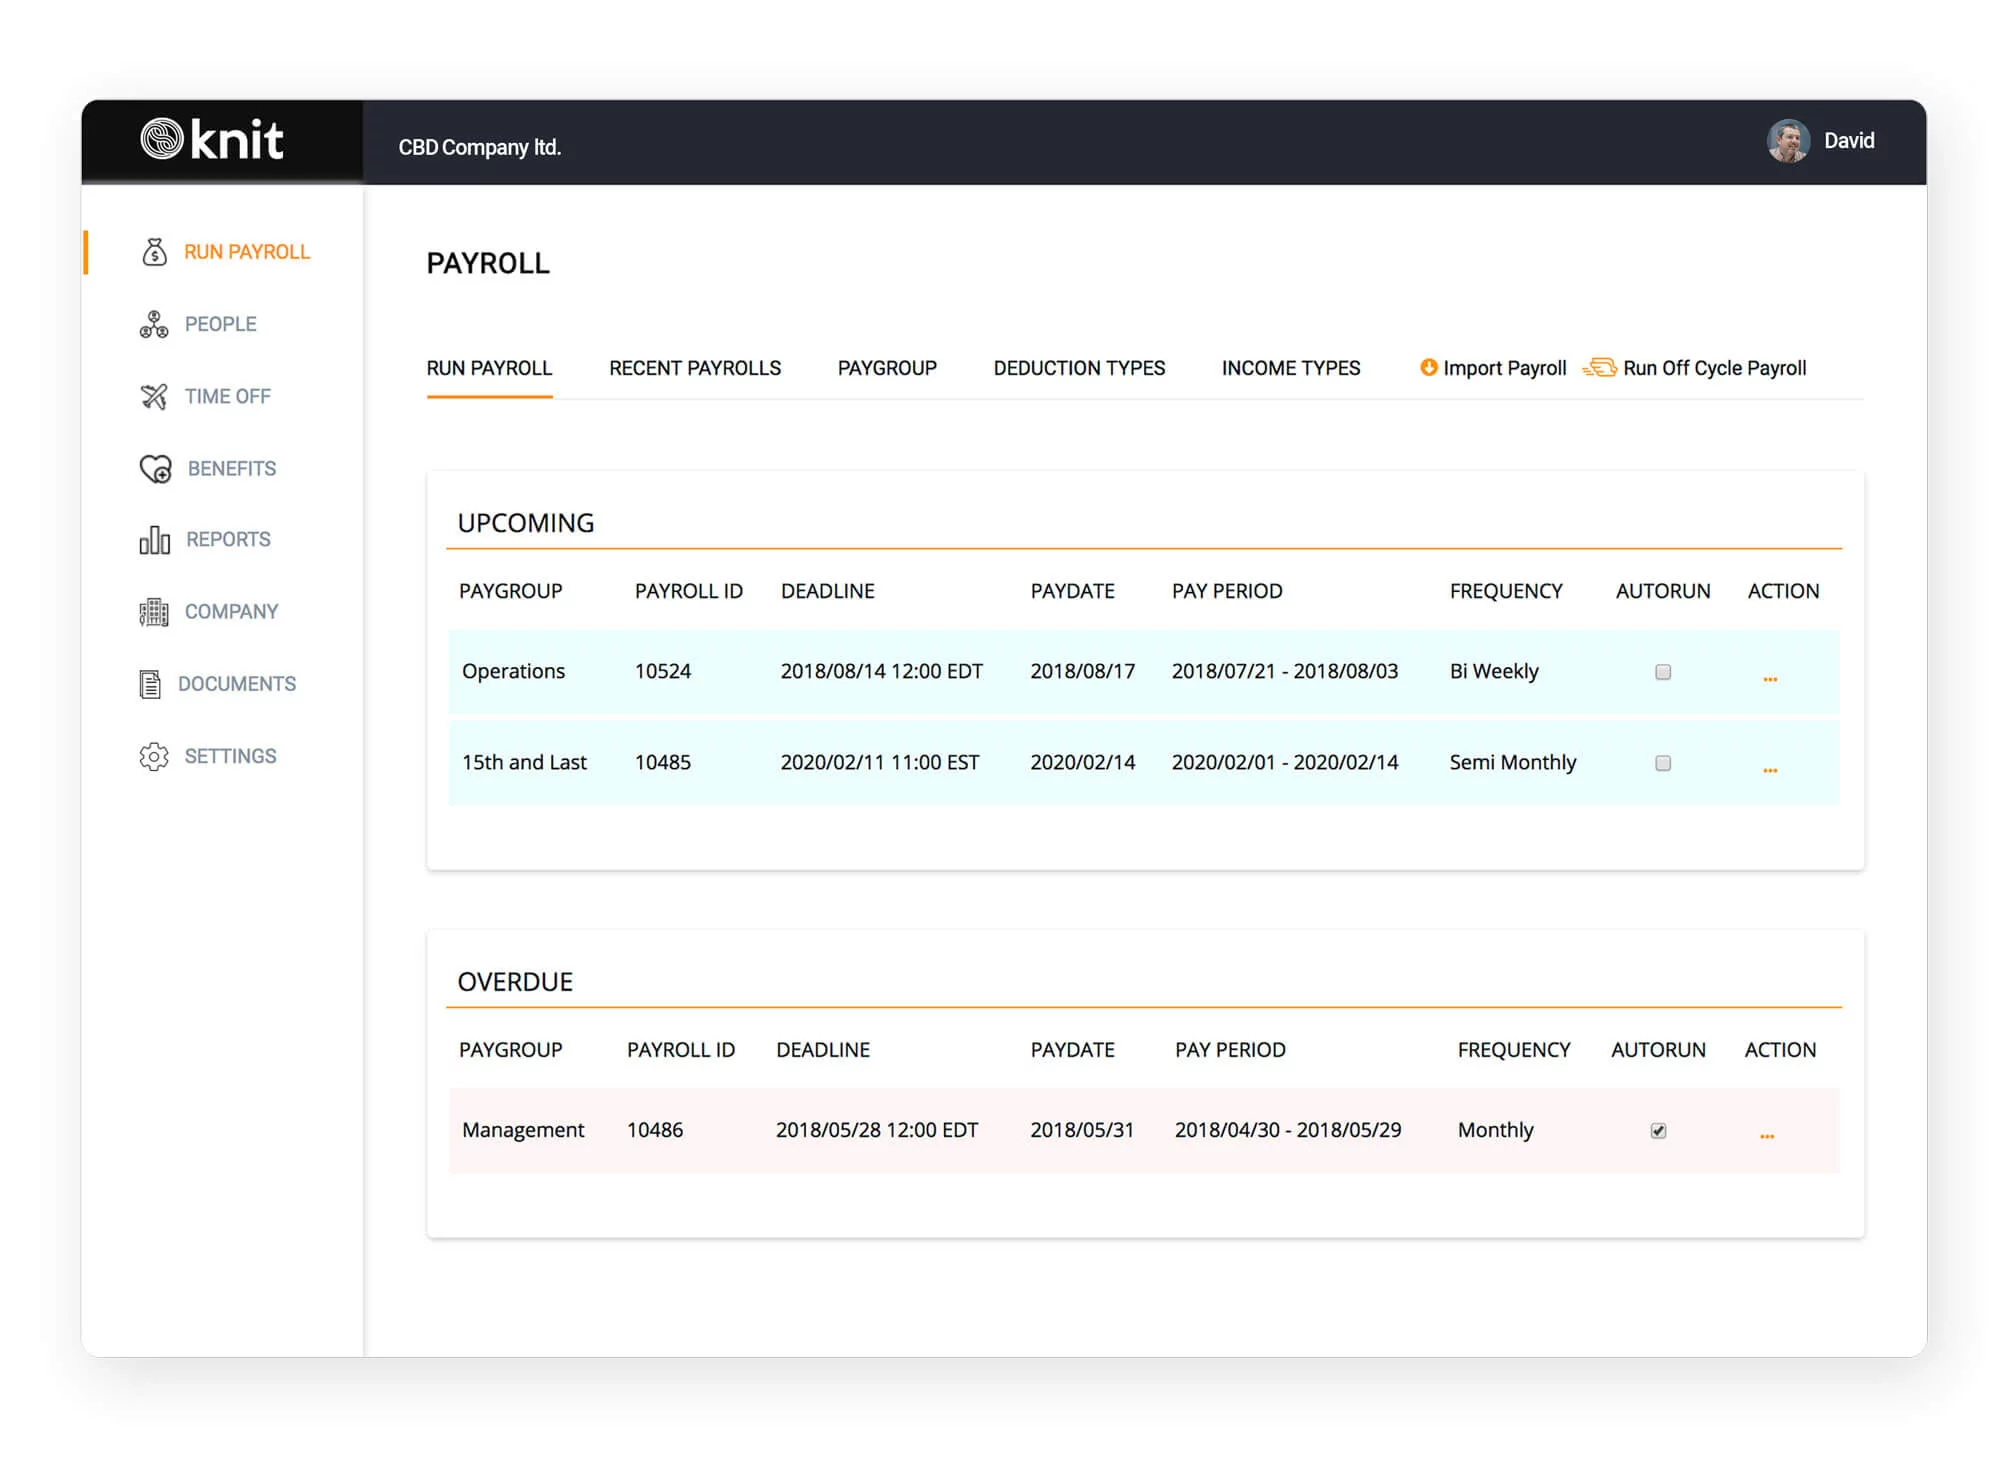 knit
CBD Company ltd.
David
RUN PAYROLL
PEOPLE
TIME OFF
BENEFITS
REPORTS
COMPANY
DOCUMENTS
SETTINGS
PAYROLL
RUN PAYROLL RECENT PAYROLLS PAYGROUP DEDUCTION TYPES INCOME TYPES Import Payroll Run Off Cycle Payroll
UPCOMING
PAYGROUP PAYROLL ID DEADLINE PAYDATE PAY PERIOD FREQUENCY AUTORUN ACTION
Operations 10524 2018/08/14 12:00 EDT 2018/08/17 2018/07/21 - 2018/08/03 Bi Weekly ...
15th and Last 10485 2020/02/11 11:00 EST 2020/02/14 2020/02/01 - 2020/02/14 Semi Monthly ...
OVERDUE
PAYGROUP PAYROLL ID DEADLINE PAYDATE PAY PERIOD FREQUENCY AUTORUN ACTION
Management 10486 2018/05/28 12:00 EDT 2018/05/31 2018/04/30 - 2018/05/29 Monthly ...